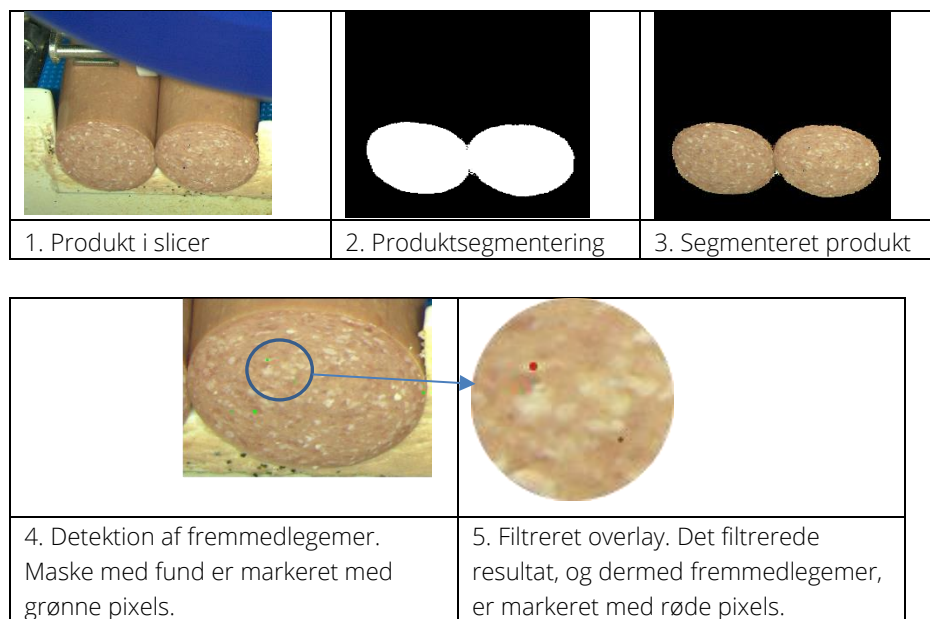 1. Produkt i slicer
2. Produktsegmentering
3. Segmenteret produkt
4. Detektion af fremmedlegemer.
Maske med fund er markeret med
grønne pixels.
5. Filtreret overlay. Det filtrerede
resultat, og dermed fremmedlegemer,
er markeret med røde pixels.